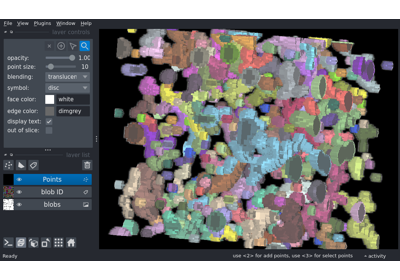 File View Plugins Window Help
layer controls
opacity: 1.00
point size: 10
blending: translucen
symbol: disc
face color: white
edge color: dimgrey
display text:
out of slice:
layer list
Points
blob ID
blobs
Ready use <2> for add points, use <3> for select points activity